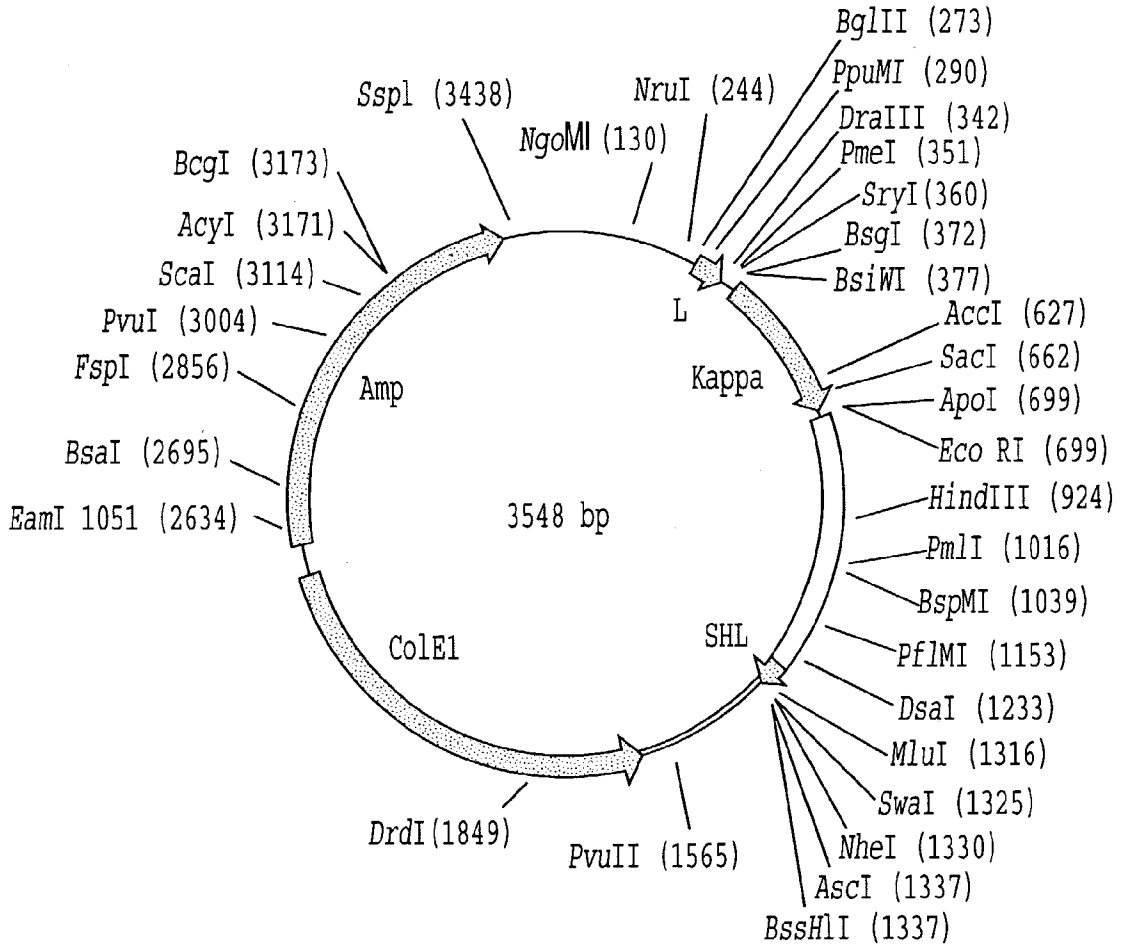 BglII (273)
PpuMI (290)
DraIII (342)
PmeI (351)
SryI(360)
BsgI (372)
BsiWI (377)
AccI (627)
SacI (662)
ApoI (699)
Eco RI (699)
HindIII (924)
PmlI (1016)
BspMI (1039)
PflMI (1153)
DsaI (1233)
MluI (1316)
SwaI (1325)
NheI (1330)
AscI (1337)
BssHlI (1337)
PvuII (1565)
DrdI(1849)
EamI 1051 (2634)
BsaI (2695)
FspI (2856)
PvuI (3004)
ScaI (3114)
AcyI (3171)
BcgI (3173)
Sspl (3438)
NgoMI (130)
NruI (244)
L
Kappa
Amp
3548 bp
SHL
ColE1